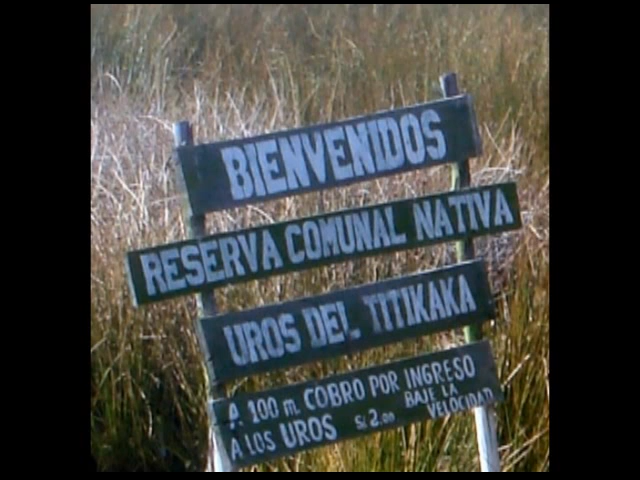 BIENVENIDOS
RESERVA COMUNAL NATIVA
UROS DEL TITIKAKA
A 100 m. COBRO POR INGRESO
A LOS UROS S/. 2.00 BAJE LA
VELOCIDAD